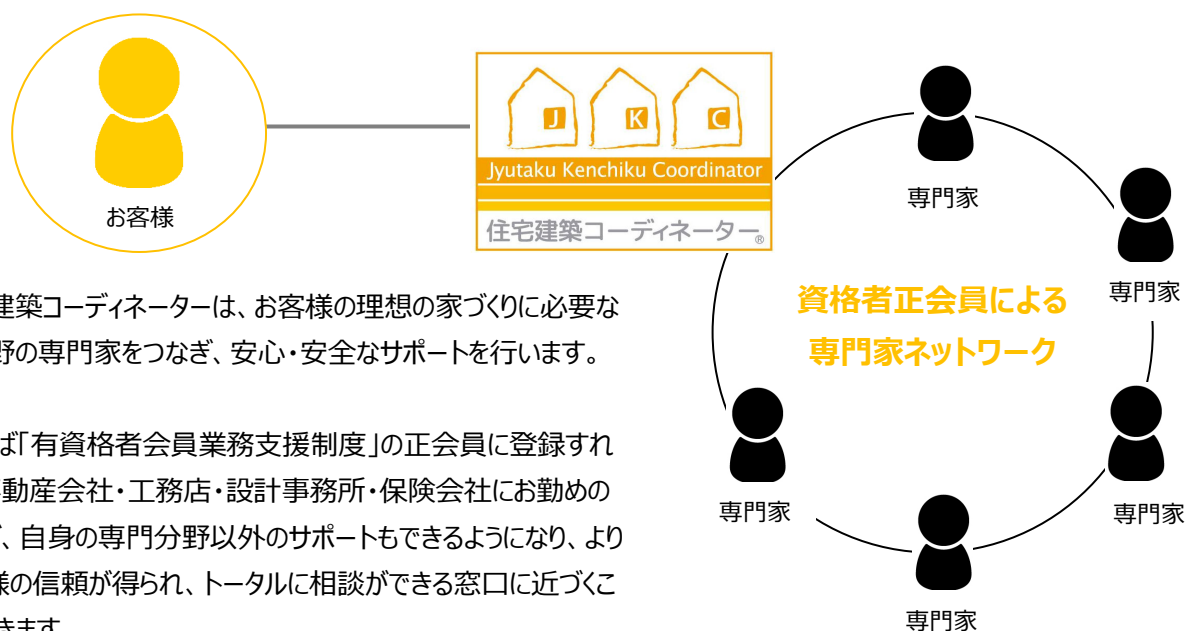 お客様
J K C
Jyutaku Kenchiku Coordinator
住宅建築コーディネーター®
専門家
専門家
資格者正会員による
専門家ネットワーク
専門家
専門家
専門家
建築コーディネーターは、お客様の理想の家づくりに必要な
野の専門家をつなぎ、安心・安全なサポートを行います。
ば「有資格者会員業務支援制度」の正会員に登録すれ
動産会社・工務店・設計事務所・保険会社にお勤めの
、自身の専門分野以外のサポートもできるようになり、より
様の信頼が得られ、トータルに相談ができる窓口に近づくこ
きます